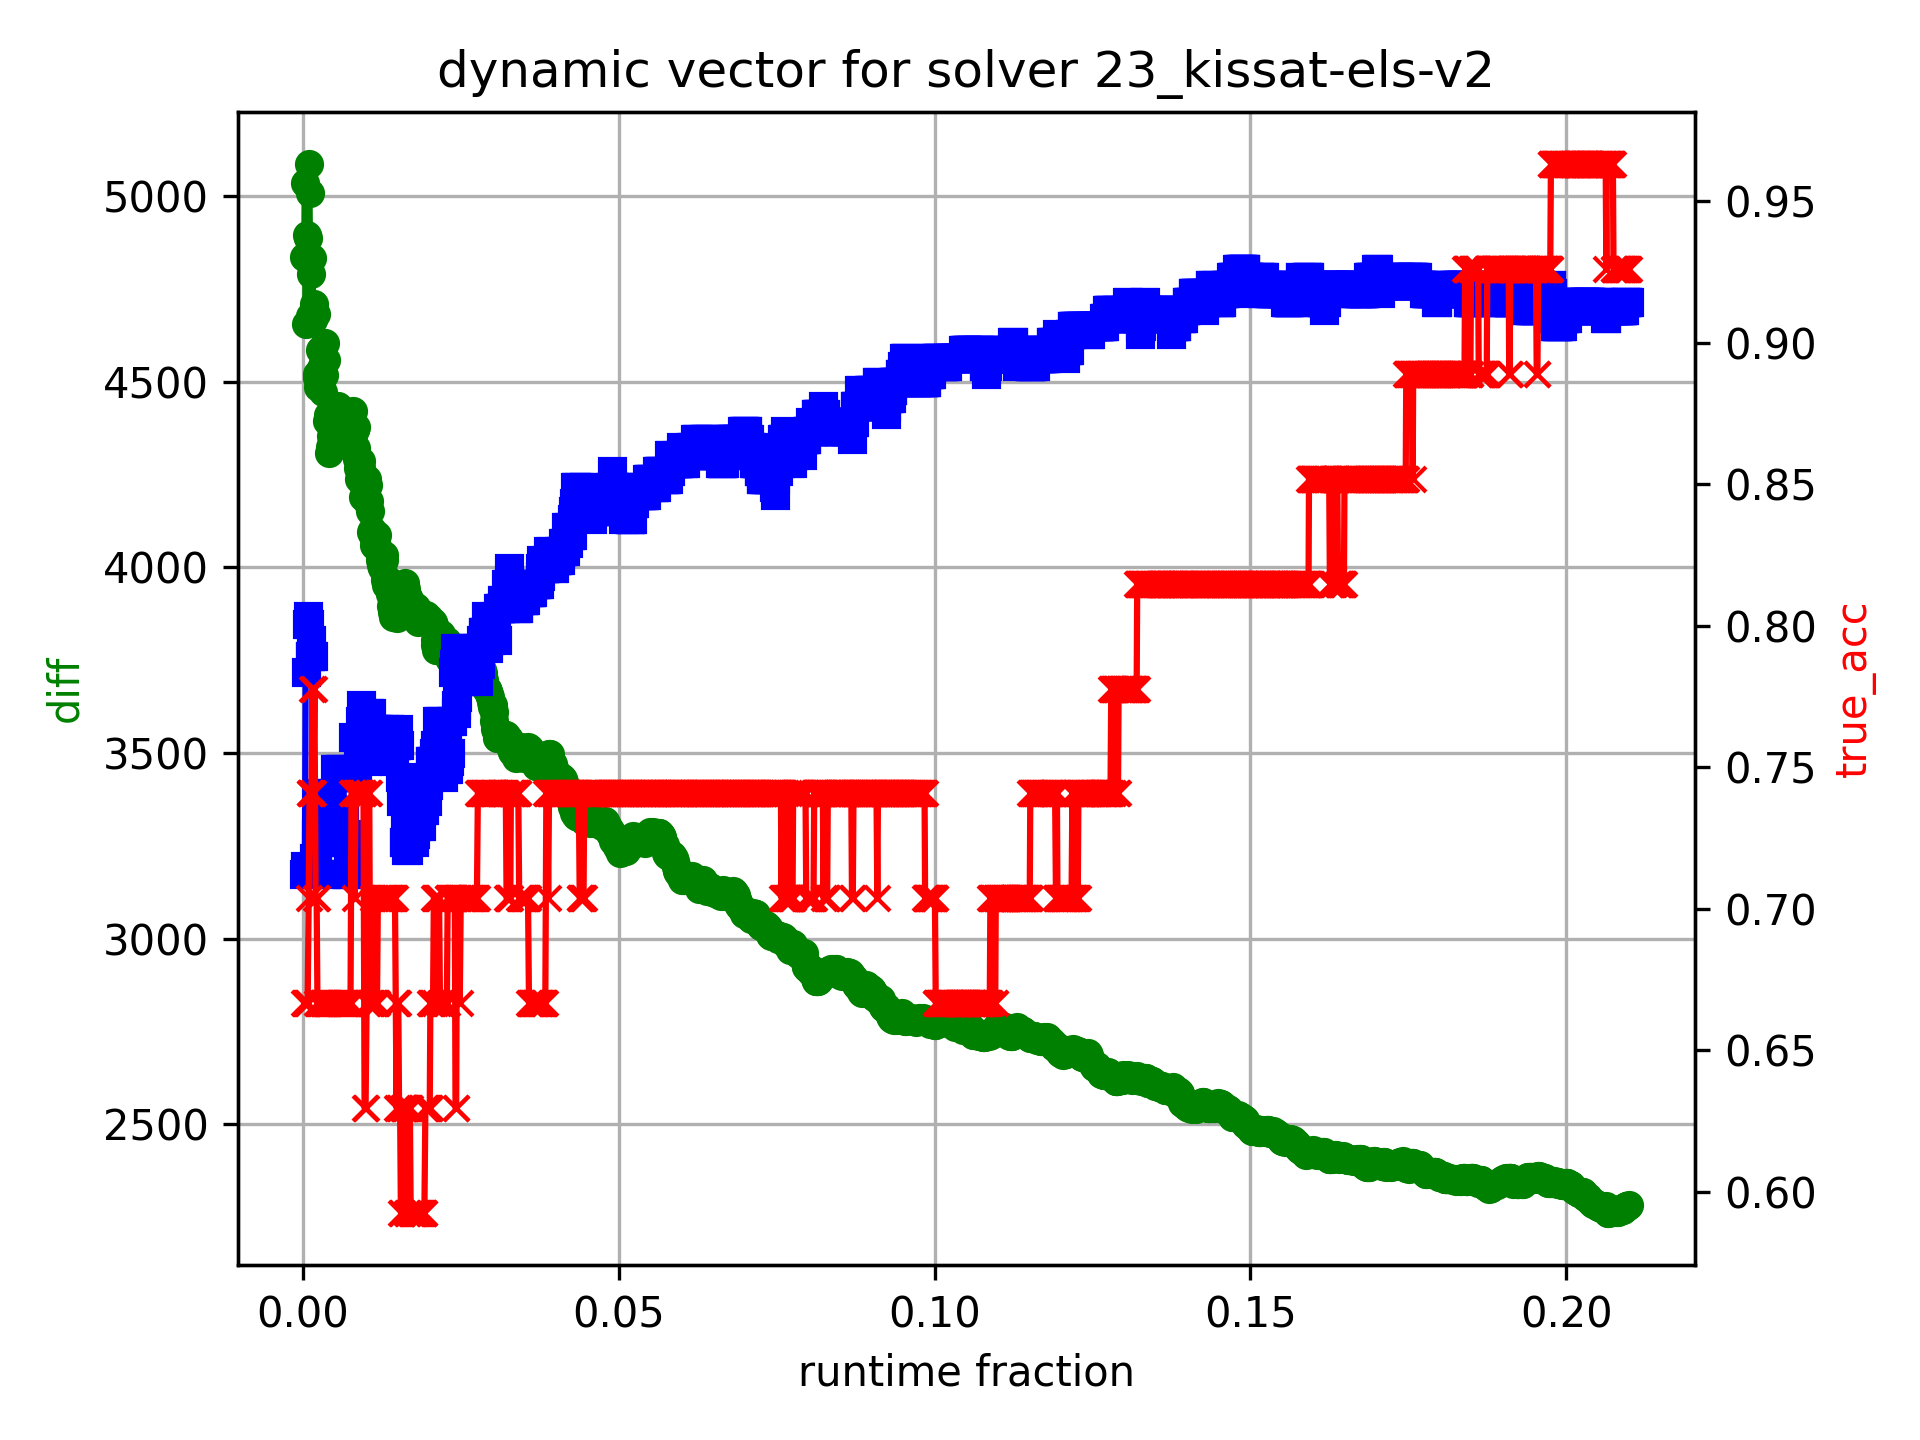 dynamic vector for solver 23_kissat-els-v2
5000
4500
4000
3500
3000
2500
diff
0.95
0.90
0.85
0.80
0.75
0.70
0.65
0.60
true_acc
0.00 0.05 0.10 0.15 0.20
runtime fraction